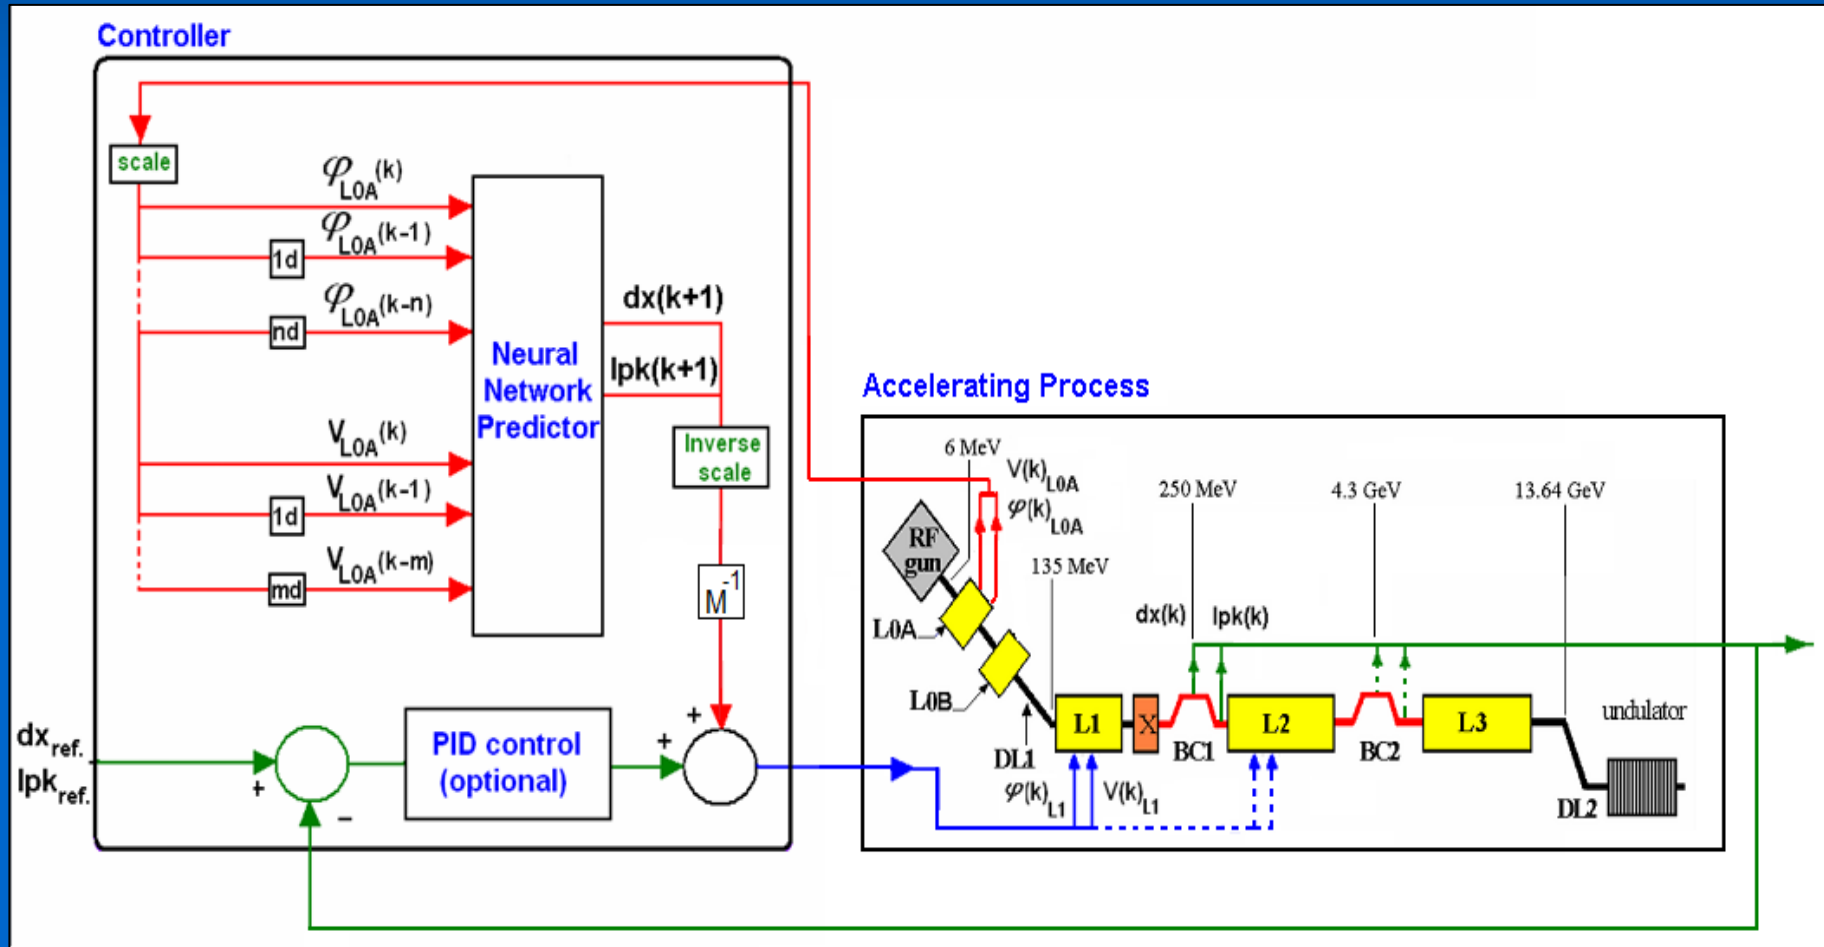 Controller
scale
φL0A(k)
φL0A(k-1)
1d
φL0A(k-n)
nd
VL0A(k)
VL0A(k-1)
1d
VL0A(k-m)
md
Neural
Network
Predictor
dx(k+1)
Ipk(k+1)
Inverse
scale
M-1
+
+
dxref.
Ipkref.
+
−
PID control
(optional)
Accelerating Process
6 MeV
V(k)L0A
φ(k)L0A
250 MeV
4.3 GeV
13.64 GeV
RF
gun
135 MeV
L0A
L0B
DL1
dx(k)
Ipk(k)
L1
X
BC1
L2
BC2
L3
undulator
DL2
φ(k)L1
V(k)L1